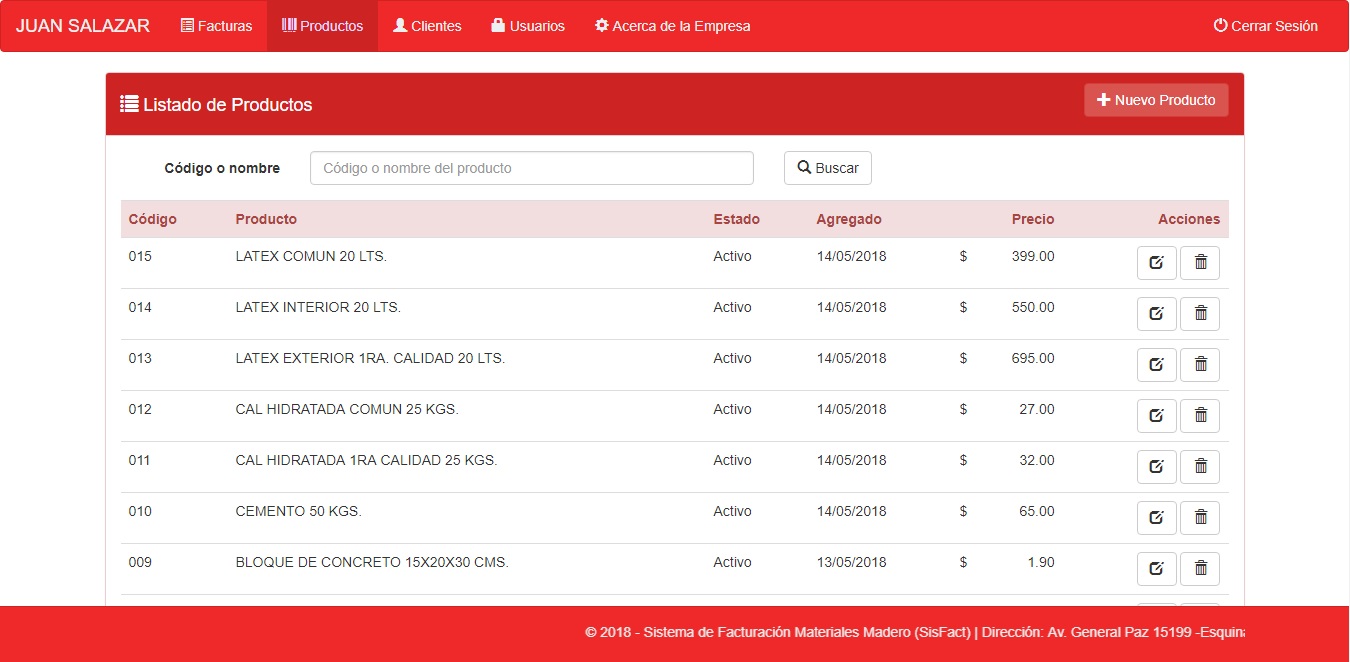 JUAN SALAZAR Facturas Productos Clientes Usuarios Acerca de la Empresa Cerrar Sesión
Listado de Productos Nuevo Producto
Código o nombre Código o nombre del producto Buscar
Código Producto Estado Agregado Precio Acciones
015 LATEX COMUN 20 LTS. Activo 14/05/2018 $ 399.00
014 LATEX INTERIOR 20 LTS. Activo 14/05/2018 $ 550.00
013 LATEX EXTERIOR 1RA. CALIDAD 20 LTS. Activo 14/05/2018 $ 695.00
012 CAL HIDRATADA COMUN 25 KGS. Activo 14/05/2018 $ 27.00
011 CAL HIDRATADA 1RA CALIDAD 25 KGS. Activo 14/05/2018 $ 32.00
010 CEMENTO 50 KGS. Activo 14/05/2018 $ 65.00
009 BLOQUE DE CONCRETO 15X20X30 CMS. Activo 13/05/2018 $ 1.90
© 2018 - Sistema de Facturación Materiales Madero (SisFact) | Dirección: Av. General Paz 15199 -Esquina